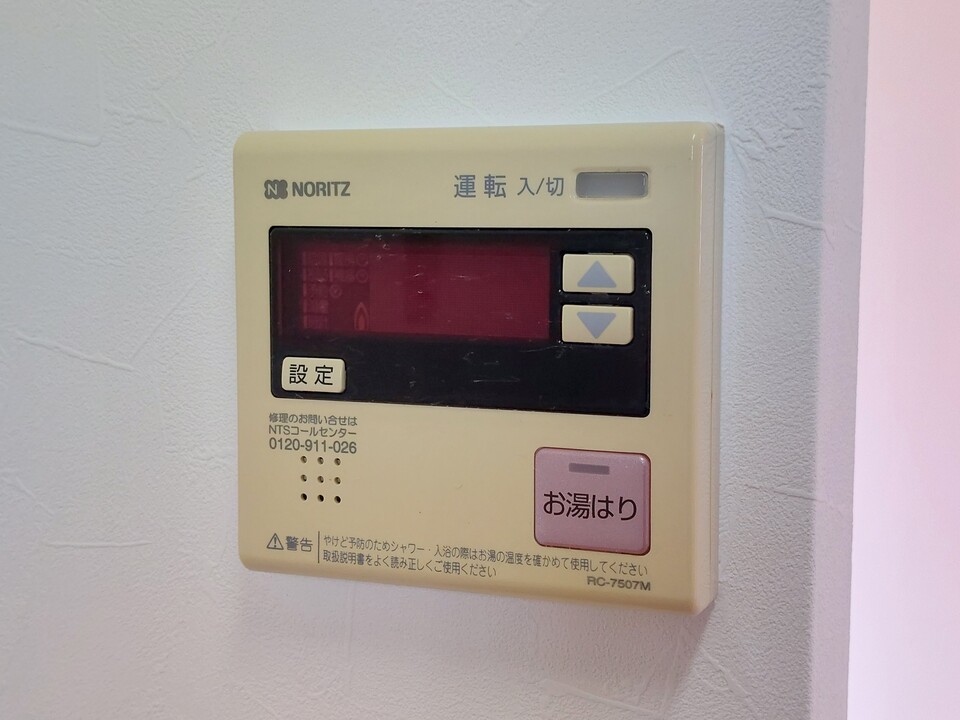 NORITZ
運転 入/切
設定
修理のお問い合せは
NTSコールセンター
0120-911-026
お湯はり
警告
やけど予防のためシャワー・入浴の際はお湯の温度を確かめて使用してください
取扱説明書をよく読み正しくご使用ください
RC-7507M